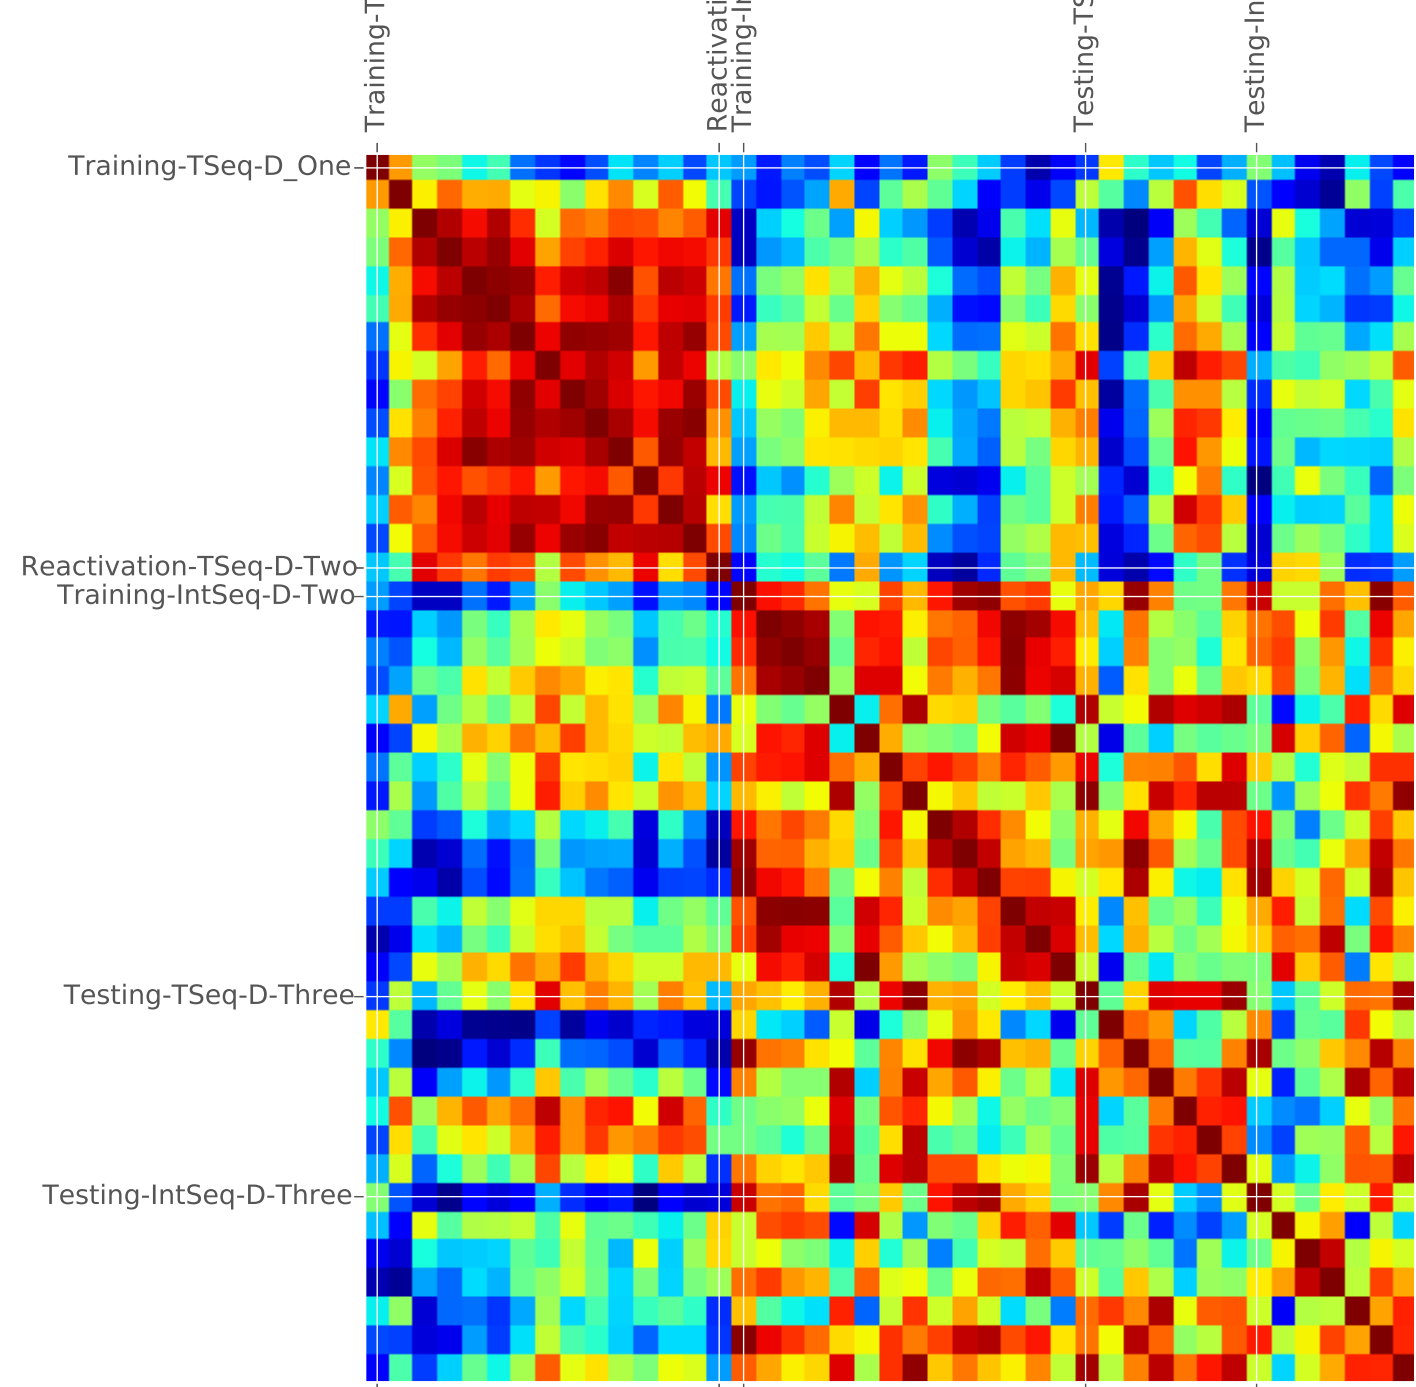 Training-T
Reactivati
Training-I
Testing-TS
Testing-In
Training-TSeq-D_One
Reactivation-TSeq-D-Two
Training-IntSeq-D-Two
Testing-TSeq-D-Three
Testing-IntSeq-D-Three